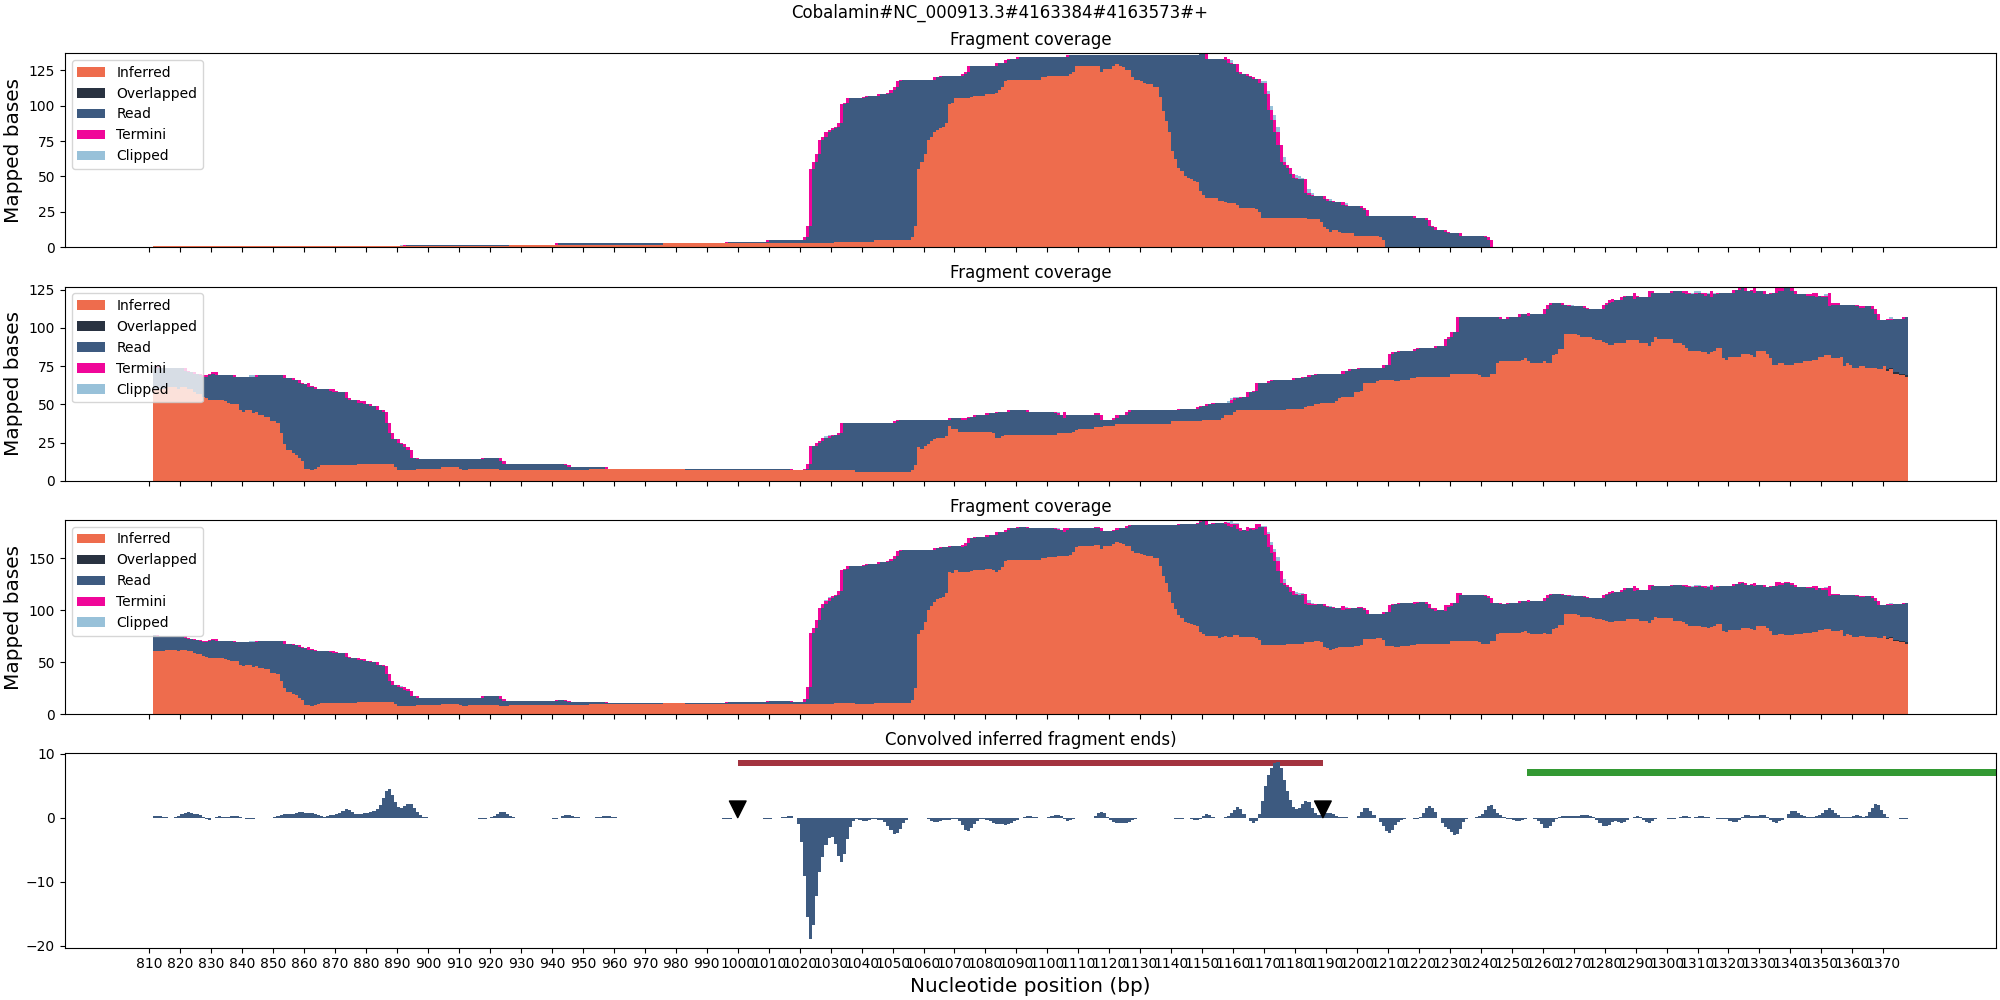 Cobalamin#NC_000913.3#4163384#4163573#+
Fragment coverage
Mapped bases
125
100
75
50
25
0
Inferred
Overlapped
Read
Termini
Clipped
Fragment coverage
Mapped bases
125
100
75
50
25
0
Inferred
Overlapped
Read
Termini
Clipped
Fragment coverage
Mapped bases
150
100
50
0
Inferred
Overlapped
Read
Termini
Clipped
Convolved inferred fragment ends)
10
0
−10
−20
810 820 830 840 850 860 870 880 890 900 910 920 930 940 950 960 970 980 990 1000 1010 1020 1030 1040 1050 1060 1070 1080 1090 1100 1110 1120 1130 1140 1150 1160 1170 1180 1190 1200 1210 1220 1230 1240 1250 1260 1270 1280 1290 1300 1310 1320 1330 1340 1350 1360 1370
Nucleotide position (bp)